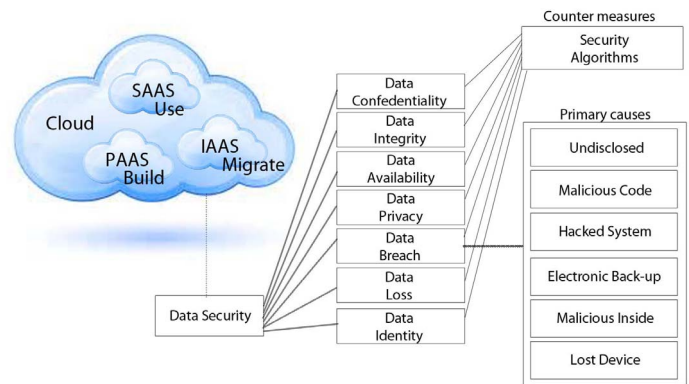 Cloud
SAAS
Use
PAAS
Build
IAAS
Migrate
Data Security
Data
Confedentiality
Data
Integrity
Data
Availability
Data
Privacy
Data
Breach
Data
Loss
Data
Identity
Counter measures
Security
Algorithms
Primary causes
Undisclosed
Malicious Code
Hacked System
Electronic Back-up
Malicious Inside
Lost Device